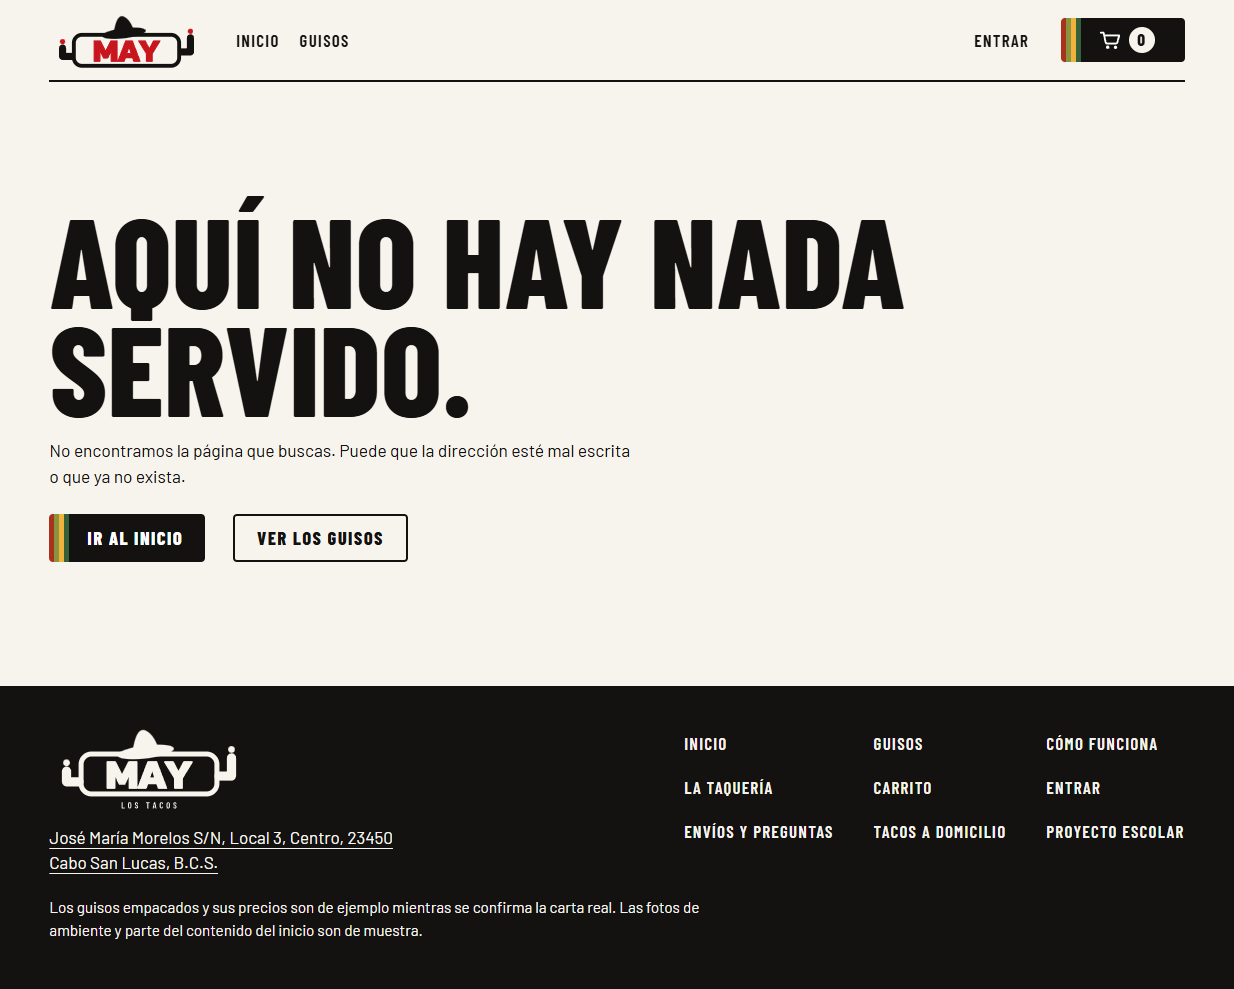 MAY
INICIO
GUISOS
ENTRAR
0
AQUÍ NO HAY NADA
SERVIDO.
No encontramos la página que buscas. Puede que la dirección esté mal escrita
o que ya no exista.
IR AL INICIO
VER LOS GUISOS
MAY
LOS TACOS
José María Morelos S/N, Local 3, Centro, 23450
Cabo San Lucas, B.C.S.
INICIO
GUISOS
CÓMO FUNCIONA
LA TAQUERÍA
CARRITO
ENTRAR
ENVÍOS Y PREGUNTAS
TACOS A DOMICILIO
PROYECTO ESCOLAR
Los guisos empacados y sus precios son de ejemplo mientras se confirma la carta real. Las fotos de
ambiente y parte del contenido del inicio son de muestra.